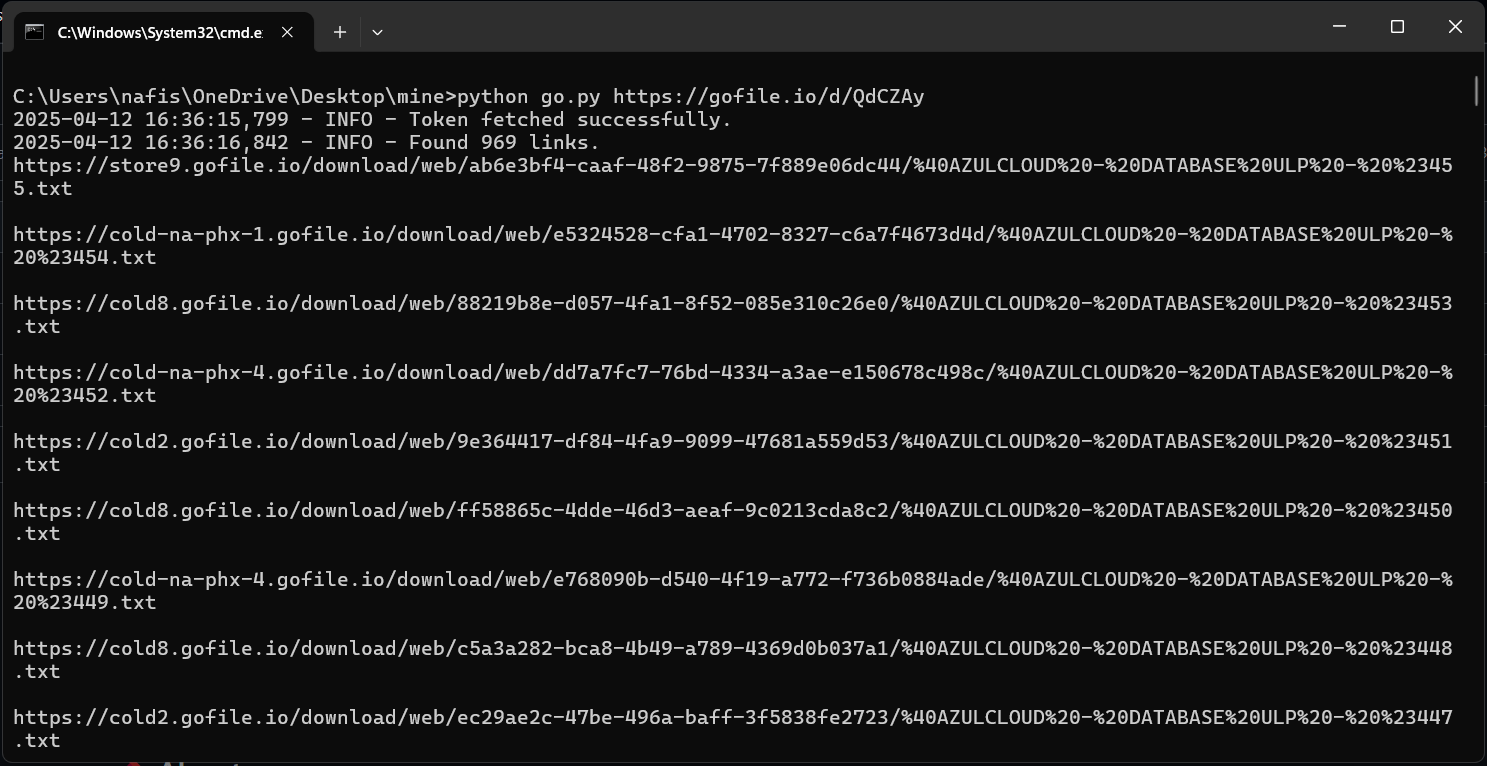 C:\Windows\System32\cmd.e
C:\Users\nafis\OneDrive\Desktop\mine>python go.py https://gofile.io/d/QdCZAy
2025-04-12 16:36:15,799 - INFO - Token fetched successfully.
2025-04-12 16:36:16,842 - INFO - Found 969 links.
https://store9.gofile.io/download/web/ab6e3bf4-caaf-48f2-9875-7f889e06dc44/%40AZULCLOUD%20-%20DATABASE%20ULP%20-%20%2345
5.txt
https://cold-na-phx-1.gofile.io/download/web/e5324528-cfa1-4702-8327-c6a7f4673d4d/%40AZULCLOUD%20-%20DATABASE%20ULP%20-%
20%23454.txt
https://cold8.gofile.io/download/web/88219b8e-d057-4fa1-8f52-085e310c26e0/%40AZULCLOUD%20-%20DATABASE%20ULP%20-%20%23453
.txt
https://cold-na-phx-4.gofile.io/download/web/dd7a7fc7-76bd-4334-a3ae-e150678c498c/%40AZULCLOUD%20-%20DATABASE%20ULP%20-%
20%23452.txt
https://cold2.gofile.io/download/web/9e364417-df84-4fa9-9099-47681a559d53/%40AZULCLOUD%20-%20DATABASE%20ULP%20-%20%23451
.txt
https://cold8.gofile.io/download/web/ff58865c-4dde-46d3-aeaf-9c0213cda8c2/%40AZULCLOUD%20-%20DATABASE%20ULP%20-%20%23450
.txt
https://cold-na-phx-4.gofile.io/download/web/e768090b-d540-4f19-a772-f736b0884ade/%40AZULCLOUD%20-%20DATABASE%20ULP%20-%
20%23449.txt
https://cold8.gofile.io/download/web/c5a3a282-bca8-4b49-a789-4369d0b037a1/%40AZULCLOUD%20-%20DATABASE%20ULP%20-%20%23448
.txt
https://cold2.gofile.io/download/web/ec29ae2c-47be-496a-baff-3f5838fe2723/%40AZULCLOUD%20-%20DATABASE%20ULP%20-%20%23447
.txt